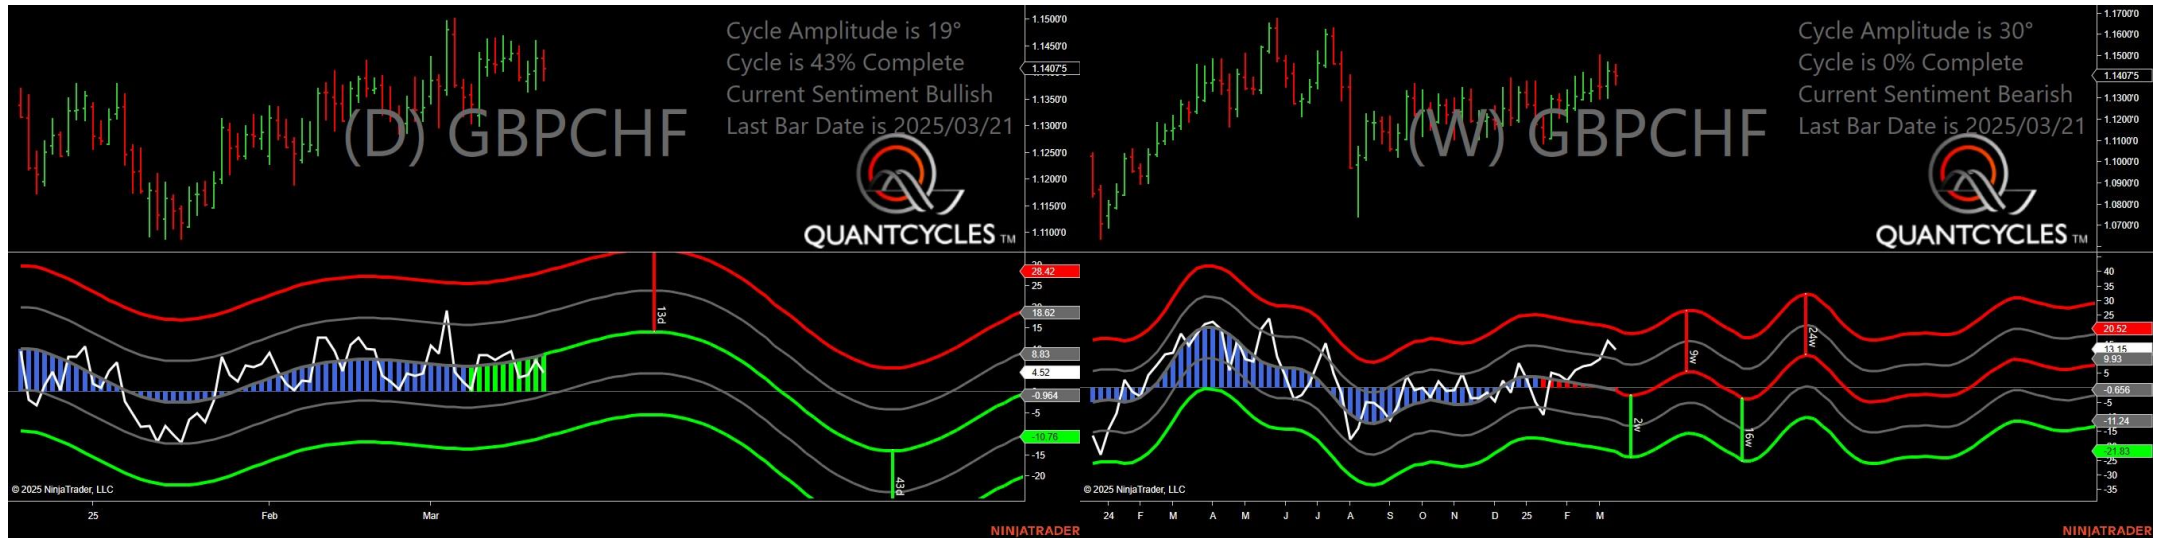 Cycle Amplitude is 19°
Cycle is 43% Complete
Current Sentiment Bullish
Last Bar Date is 2025/03/21
(D) GBPCHF
QUANTCYCLES TM
1.1500'0
1.1450'0
1.1407'5
1.1350'0
1.1300'0
1.1250'0
1.1200'0
1.1150'0
1.1100'0
28.42
25
18.62
15
8.83
4.52
-0.964
-5
-10.76
-15
-20
13d
43d
© 2025 NinjaTrader, LLC
25
Feb
Mar
NINJATRADER
Cycle Amplitude is 30°
Cycle is 0% Complete
Current Sentiment Bearish
Last Bar Date is 2025/03/21
(W) GBPCHF
QUANTCYCLES TM
1.1700'0
1.1600'0
1.1500'0
1.1407'5
1.1300'0
1.1200'0
1.1100'0
1.1000'0
1.0900'0
1.0800'0
1.0700'0
40
35
30
25
20.52
13.15
9.93
5
-0.656
-5
-11.24
-15
-21.83
-25
-30
-35
9w
24w
2w
16w
© 2025 NinjaTrader, LLC
24 F M A M J J A S O N D 25 F M
NINJATRADER